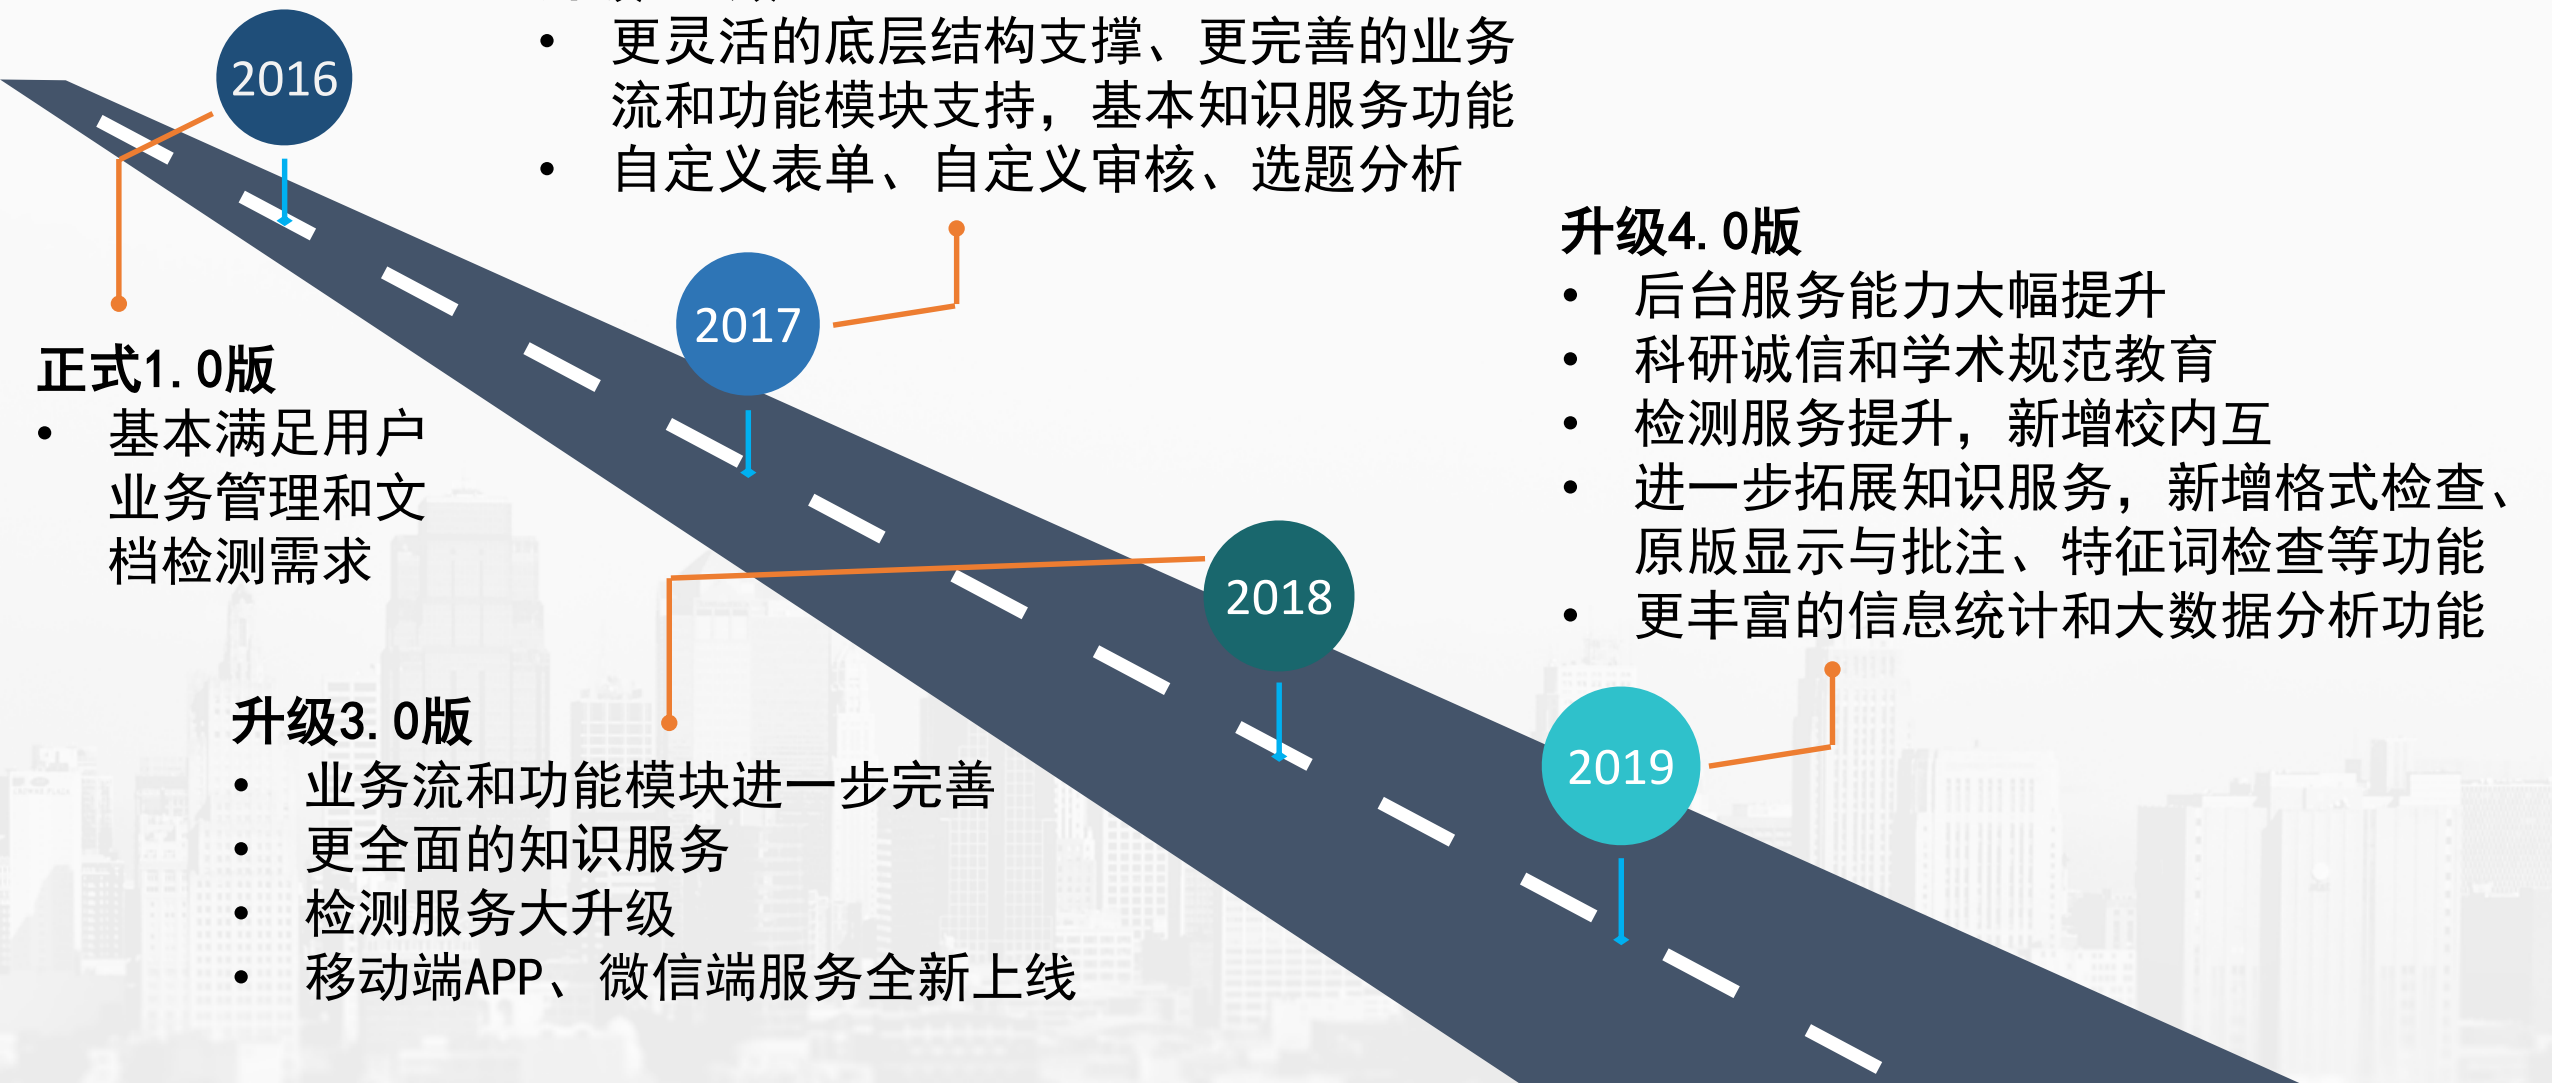 2016
• 更灵活的底层结构支撑、更完善的业务
流和功能模块支持，基本知识服务功能
• 自定义表单、自定义审核、选题分析
2017
正式1.0版
• 基本满足用户
业务管理和文
档检测需求
升级4.0版
• 后台服务能力大幅提升
• 科研诚信和学术规范教育
• 检测服务提升，新增校内互
• 进一步拓展知识服务，新增格式检查、
原版显示与批注、特征词检查等功能
• 更丰富的信息统计和大数据分析功能
2018
升级3.0版
• 业务流和功能模块进一步完善
• 更全面的知识服务
• 检测服务大升级
• 移动端APP、微信端服务全新上线
2019